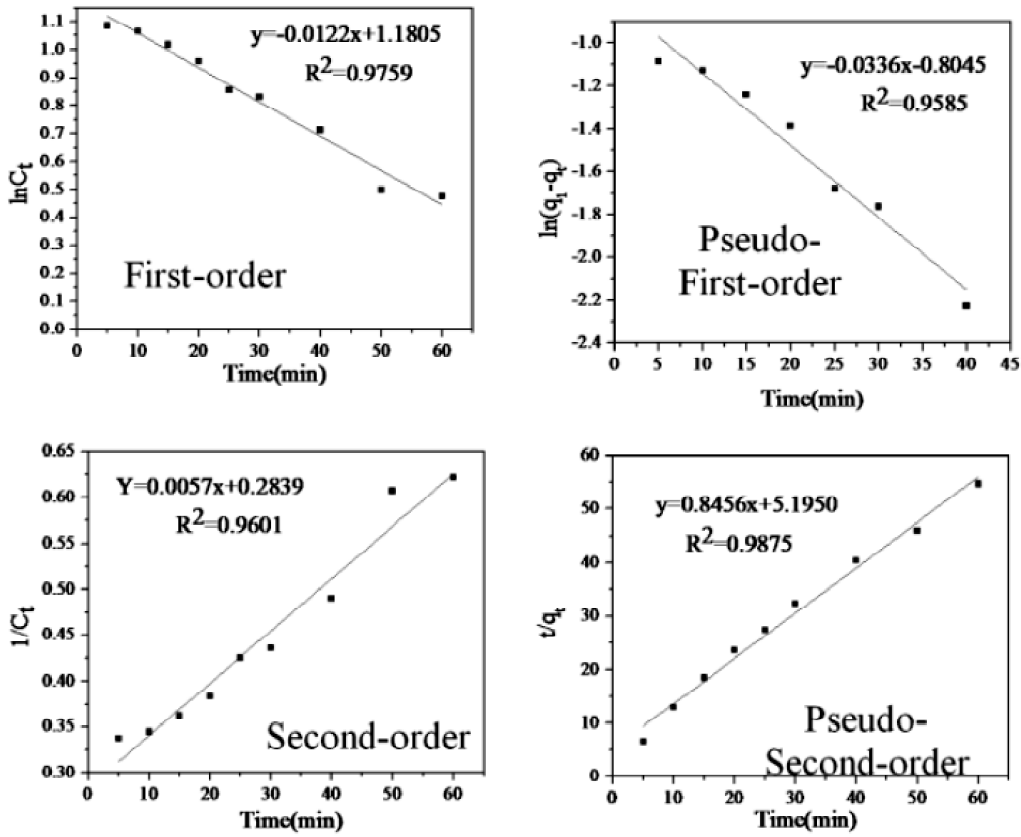 y=-0.0122x+1.1805
R2=0.9759
lnCt
1.1
1.0
0.9
0.8
0.7
0.6
0.5
0.4
0.3
0.2
0.1
0.0
First-order
0 10 20 30 40 50 60
Time(min)
y=-0.0336x-0.8045
R2=0.9585
ln(q1-qt)
-1.0
-1.2
-1.4
-1.6
-1.8
-2.0
-2.2
-2.4
Pseudo-
First-order
0 5 10 15 20 25 30 35 40 45
Time(min)
Y=0.0057x+0.2839
R2=0.9601
1/Ct
0.65
0.60
0.55
0.50
0.45
0.40
0.35
0.30
Second-order
0 10 20 30 40 50 60
Time(min)
y=0.8456x+5.1950
R2=0.9875
t/qt
60
50
40
30
20
10
0
Pseudo-
Second-order
0 10 20 30 40 50 60
Time(min)